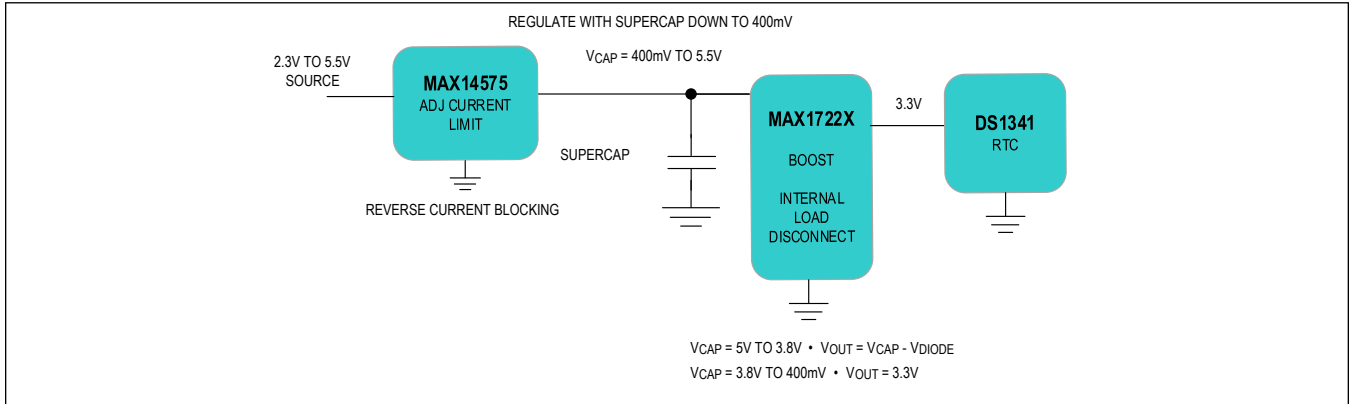 REGULATE WITH SUPERCAP DOWN TO 400mV
2.3V TO 5.5V
SOURCE
VCAP = 400mV TO 5.5V
MAX14575
ADJ CURRENT
LIMIT
SUPERCAP
REVERSE CURRENT BLOCKING
MAX1722X
BOOST
INTERNAL
LOAD
DISCONNECT
3.3V
DS1341
RTC
VCAP = 5V TO 3.8V • VOUT = VCAP - VDIODE
VCAP = 3.8V TO 400mV • VOUT = 3.3V